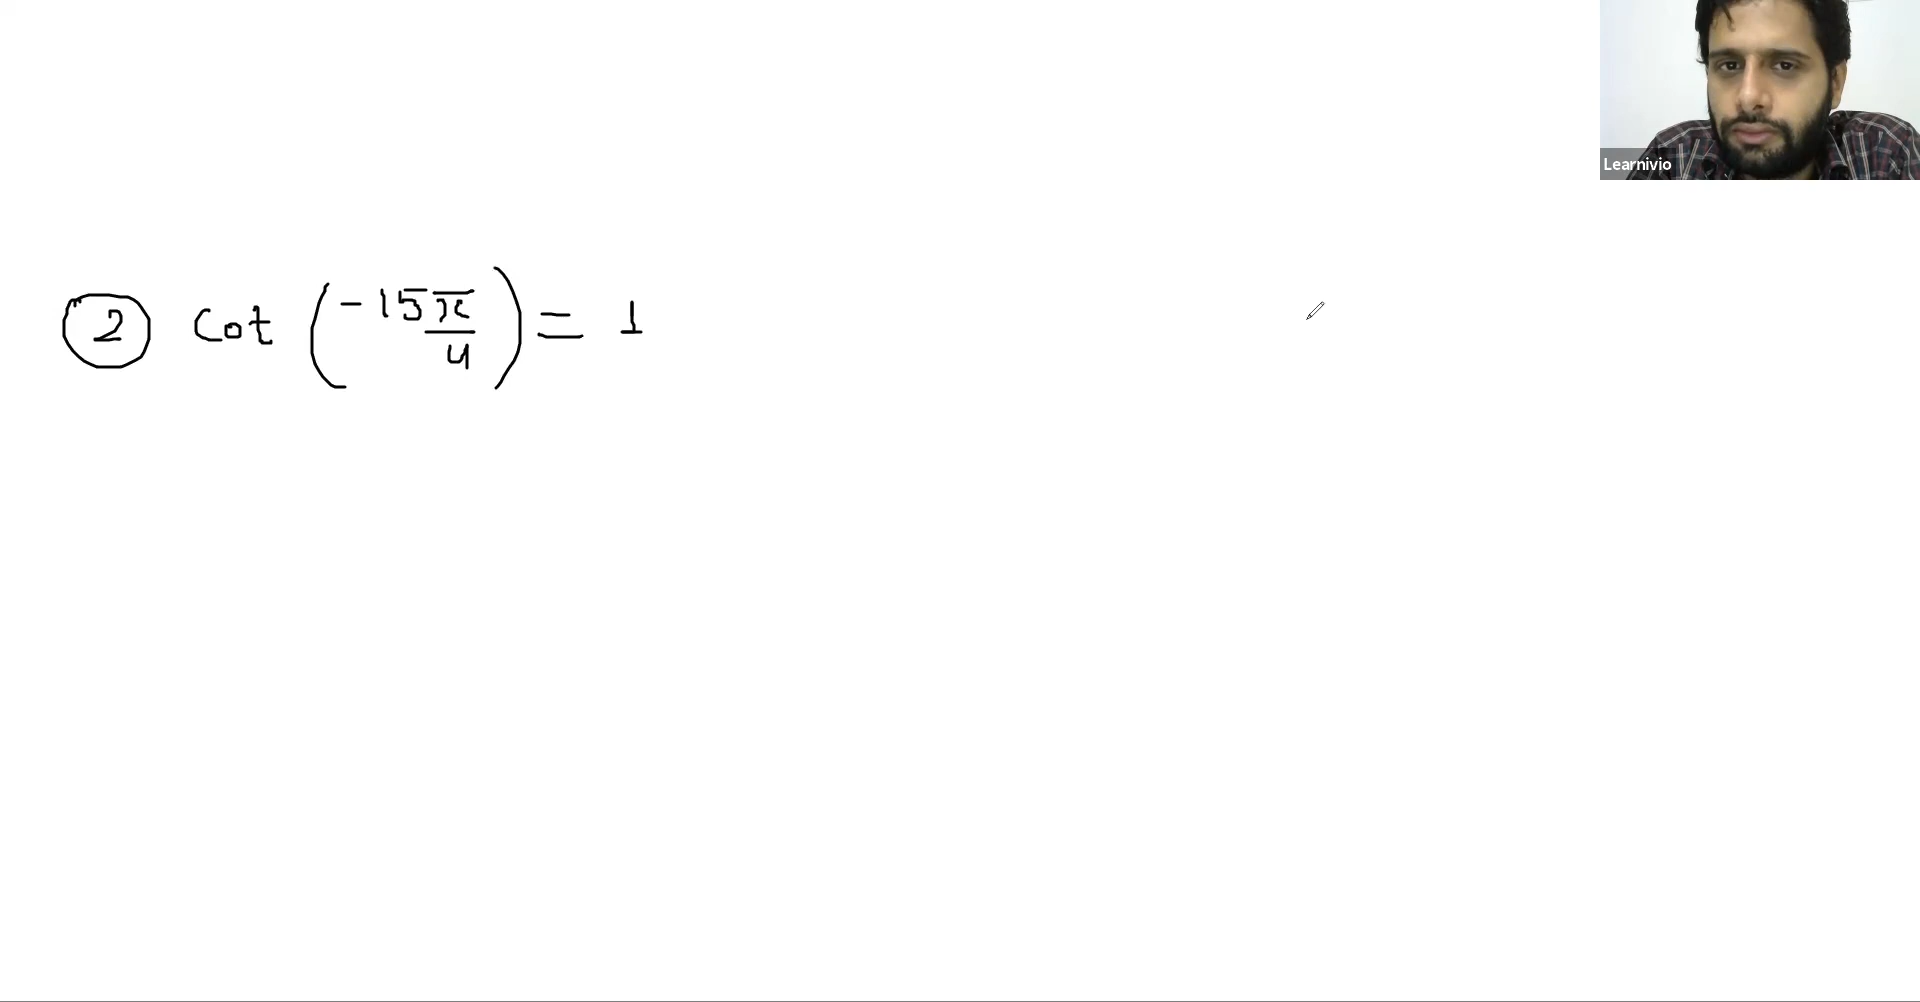 Learnivio
② Cot (-15π/4) = 1